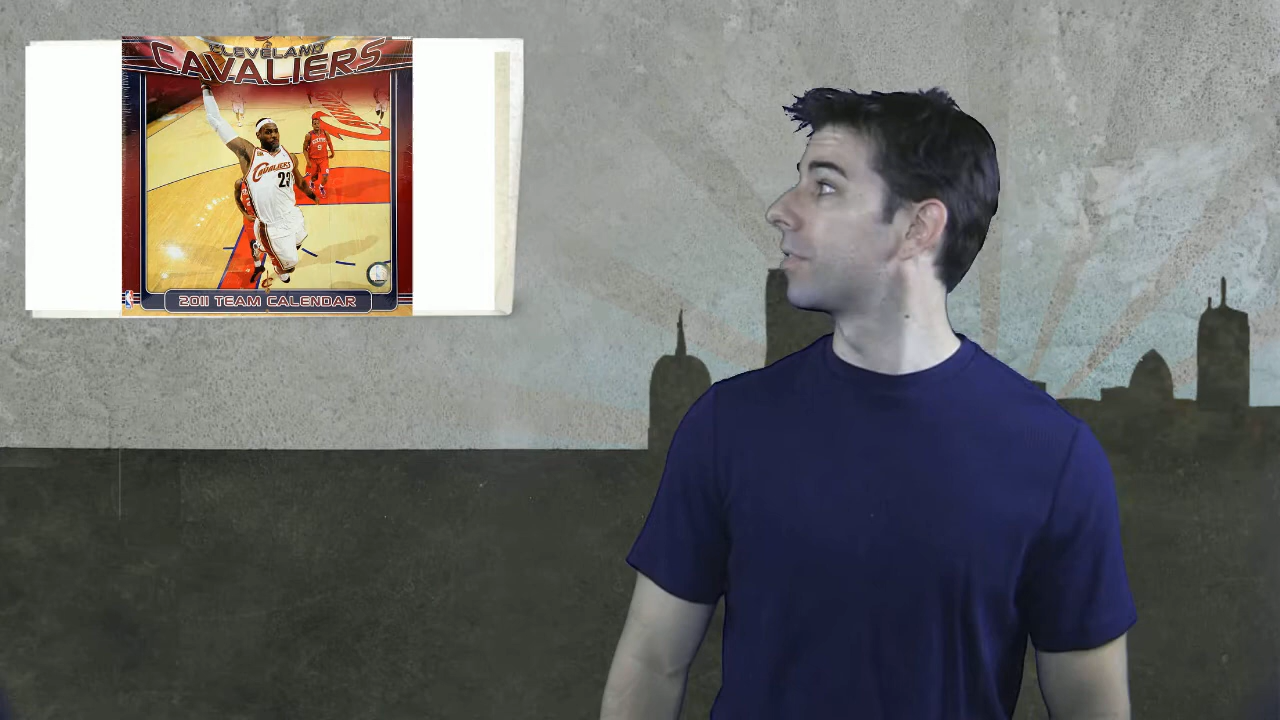 CLEVELAND
CAVALIERS
CAVALIERS
23
2011 TEAM CALENDAR